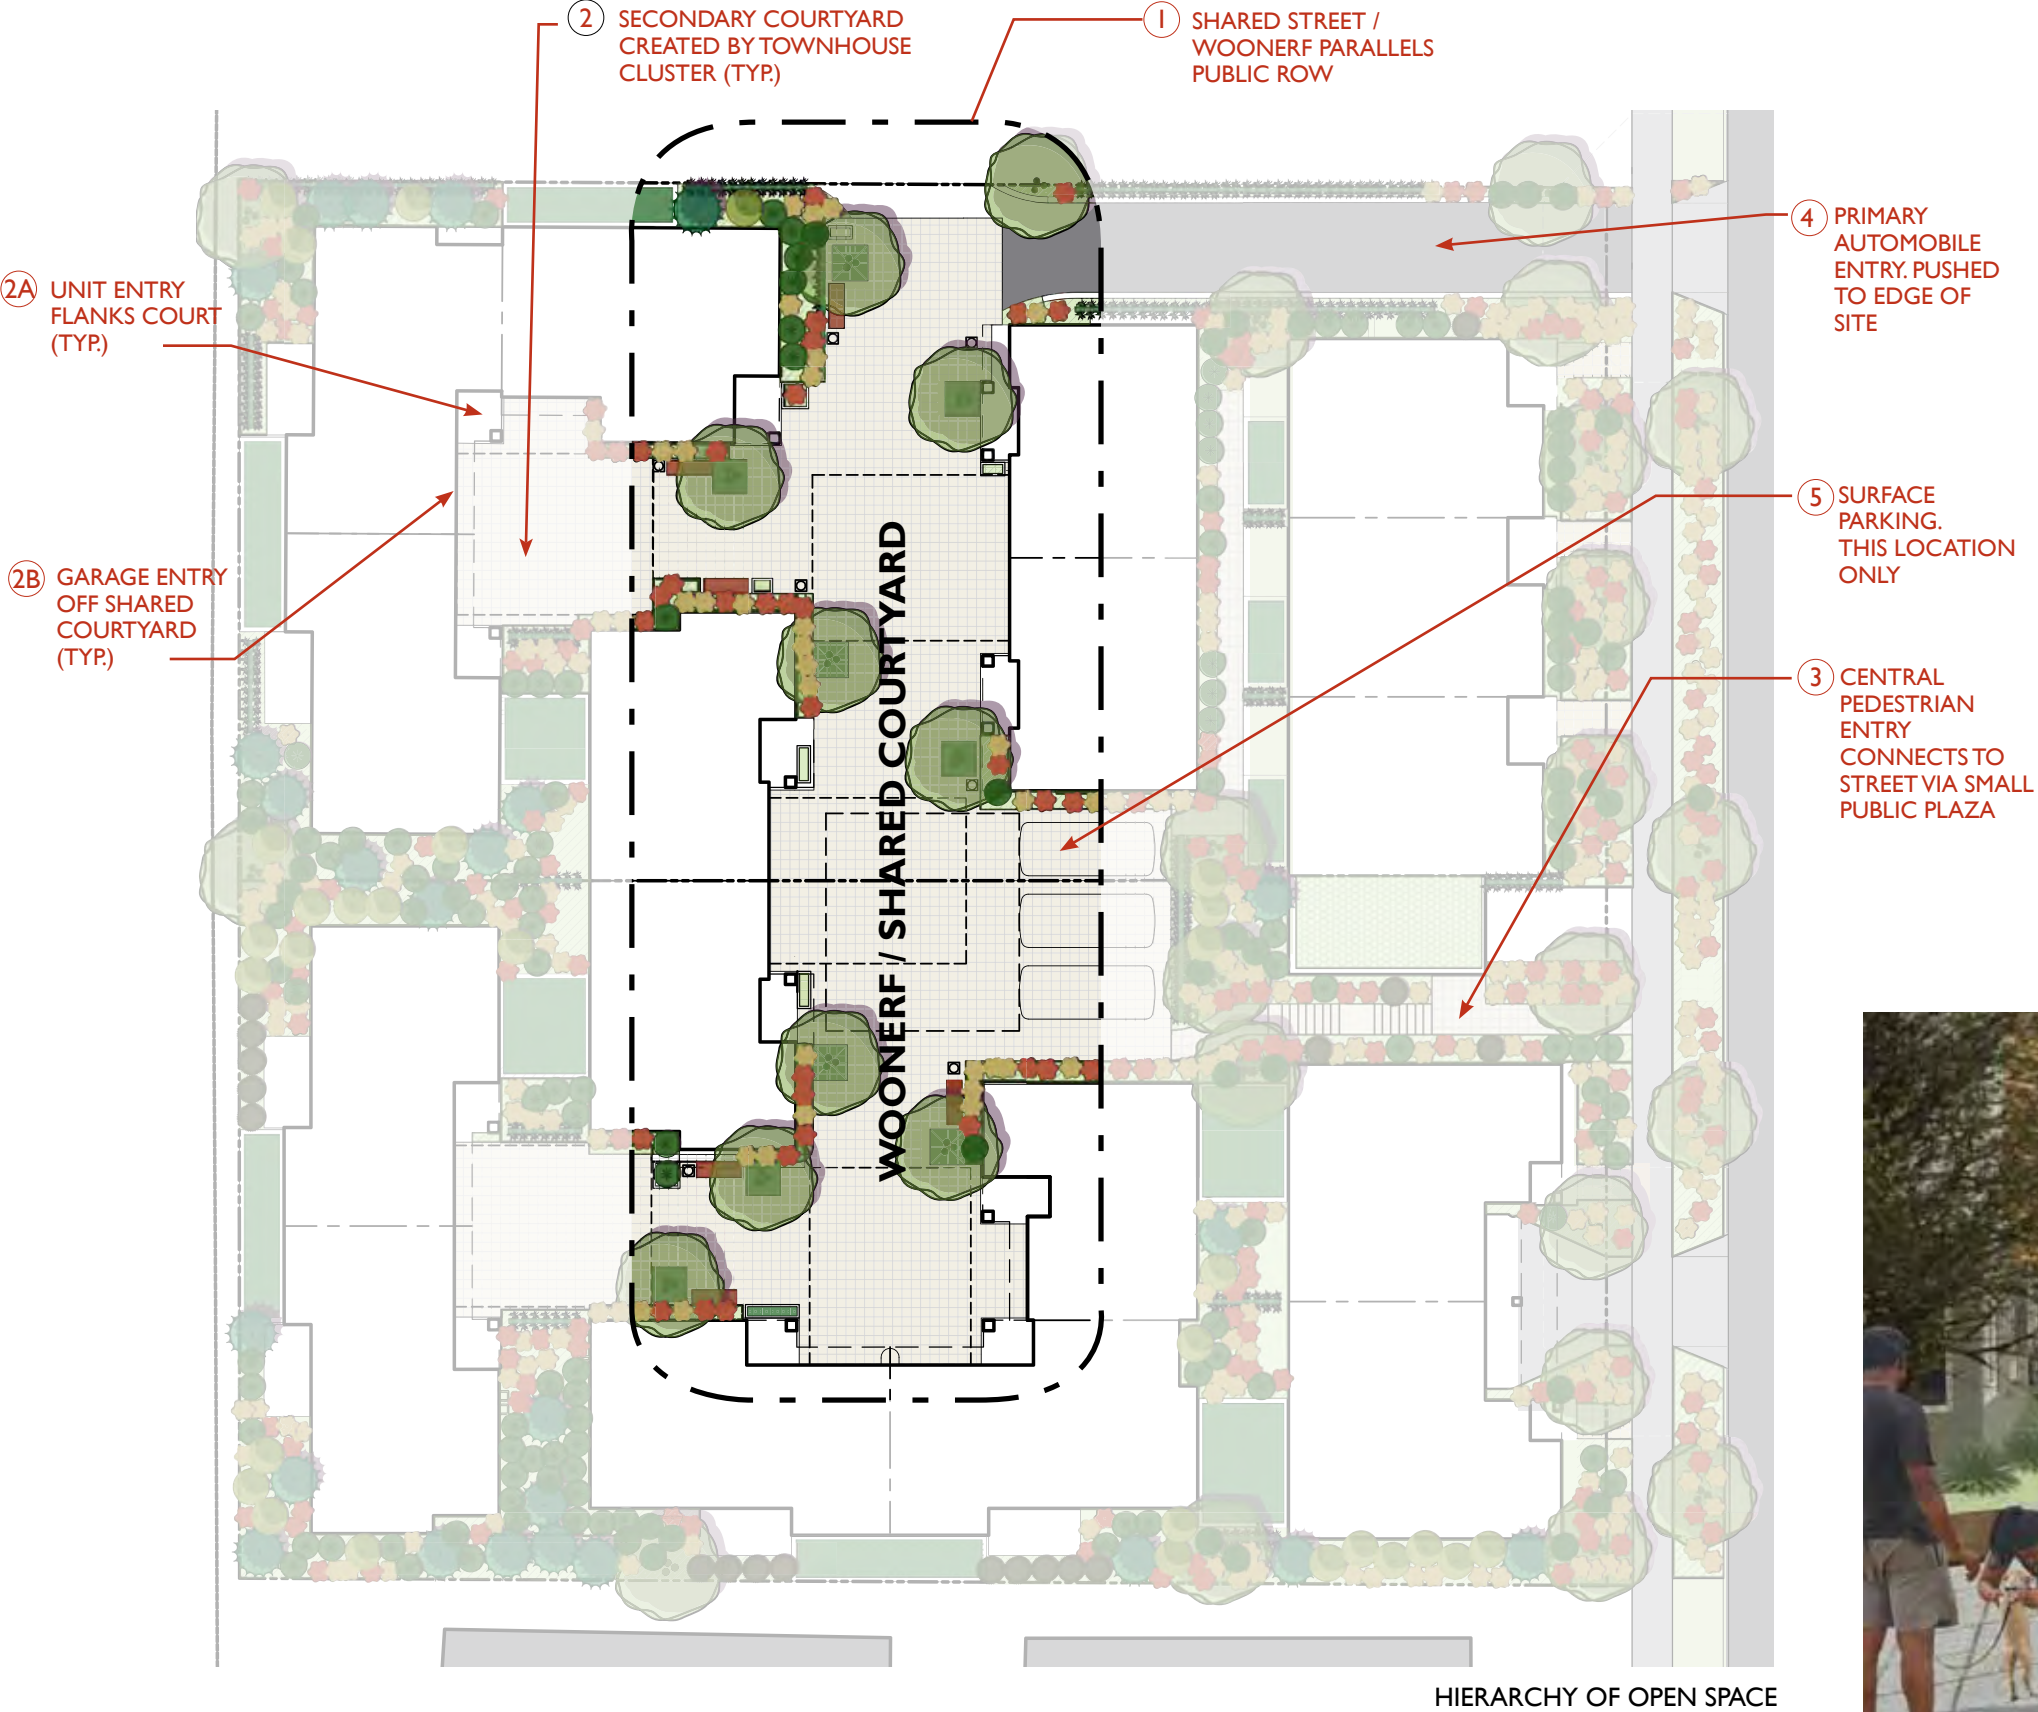 2
SECONDARY COURTYARD
CREATED BY TOWNHOUSE
CLUSTER (TYP.)
1
SHARED STREET /
WOONERF PARALLELS
PUBLIC ROW
4
PRIMARY
AUTOMOBILE
ENTRY. PUSHED
TO EDGE OF
SITE
2A
UNIT ENTRY
FLANKS COURT
(TYP.)
5
SURFACE
PARKING.
THIS LOCATION
ONLY
2B
GARAGE ENTRY
OFF SHARED
COURTYARD
(TYP.)
3
CENTRAL
PEDESTRIAN
ENTRY
CONNECTS TO
STREET VIA SMALL
PUBLIC PLAZA
WOONERF / SHARED COURTYARD
HIERARCHY OF OPEN SPACE